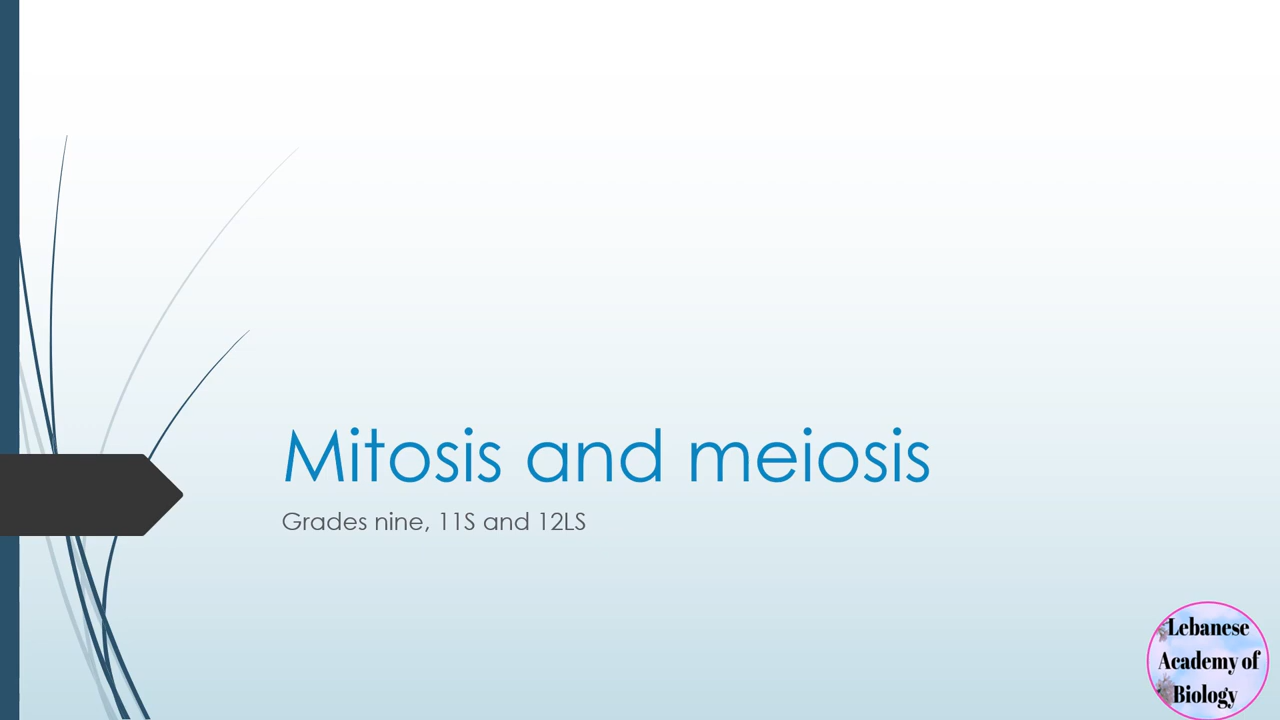 Mitosis and meiosis
Grades nine, 11S and 12LS
Lebanese
Academy of
Biology